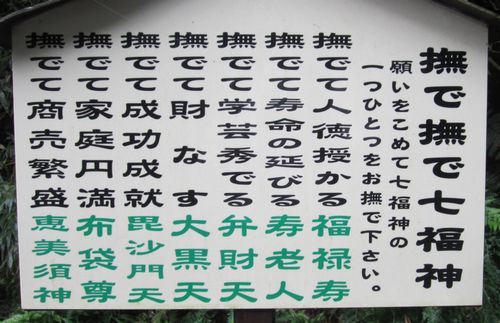 撫で撫で七福神
願いをこめて七福神の
一つひとつをお撫で下さい。
撫でて人徳授かる福禄寿
撫でて寿命の延びる寿老人
撫でて学芸秀でる弁財天
撫でて財なす大黒天
撫でて成功成就毘沙門天
撫でて家庭円満布袋尊
撫でて商売繁盛恵美須神